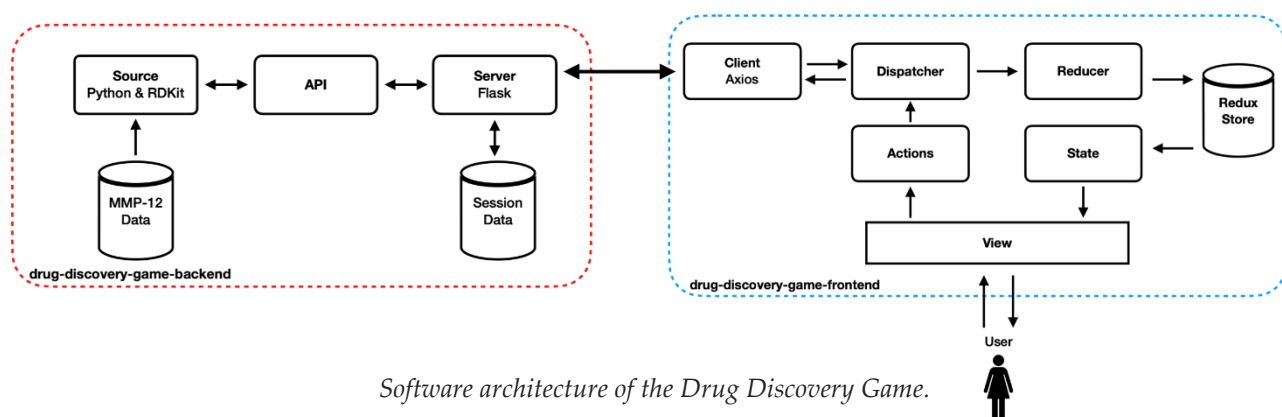 Source
Python & RDKit
API
Server
Flask
MMP-12
Data
Session
Data
drug-discovery-game-backend
Client
Axios
Dispatcher
Reducer
Redux
Store
Actions
State
View
drug-discovery-game-frontend
User
Software architecture of the Drug Discovery Game.